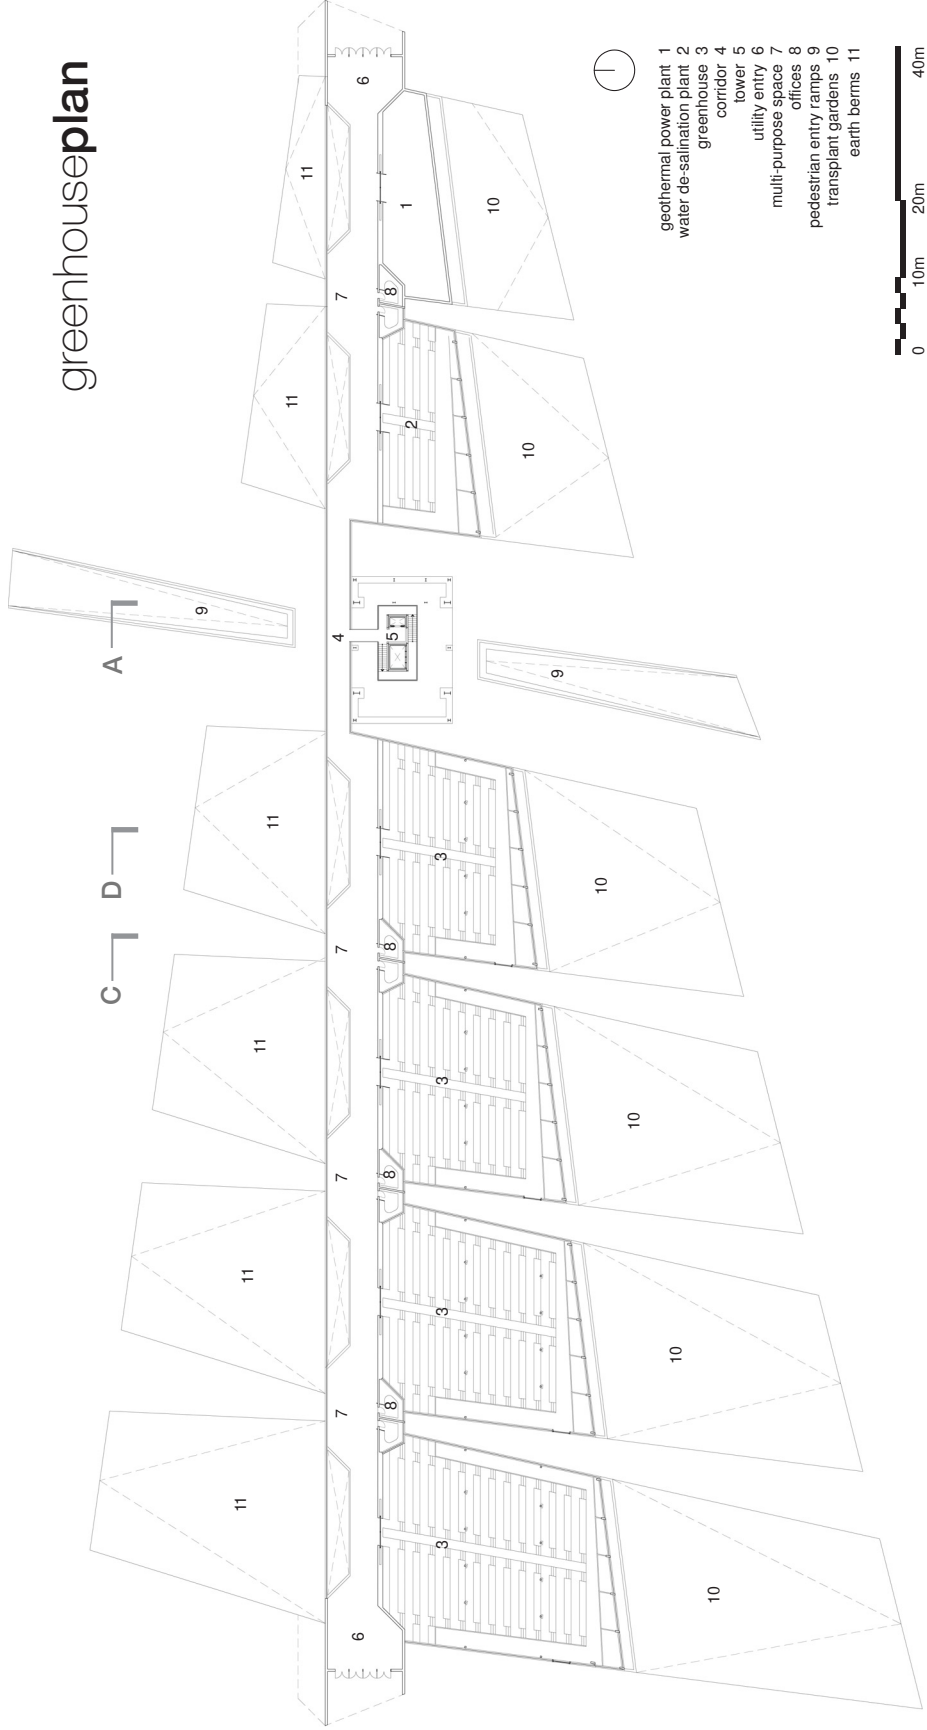 greenhouseplan
C
D
A
9
11
11
11
11
11
11
7
7
7
4
7
6
6
8
8
8
5
8
1
2
3
3
3
3
10
10
9
10
10
10
10
geothermal power plant 1
water de-salination plant 2
greenhouse 3
corridor 4
tower 5
utility entry 6
multi-purpose space 7
offices 8
pedestrian entry ramps 9
transplant gardens 10
earth berms 11
0 10m 20m 40m